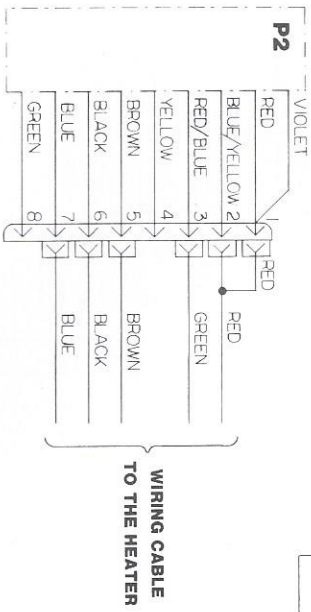 P2
VIOLET
RED
BLUE/YELLOW
RED/BLUE
YELLOW
BROWN
BLACK
BLUE
GREEN
1
2
3
4
5
6
7
8
RED
RED
GREEN
BROWN
BLACK
BLUE
WIRING CABLE
TO THE HEATER